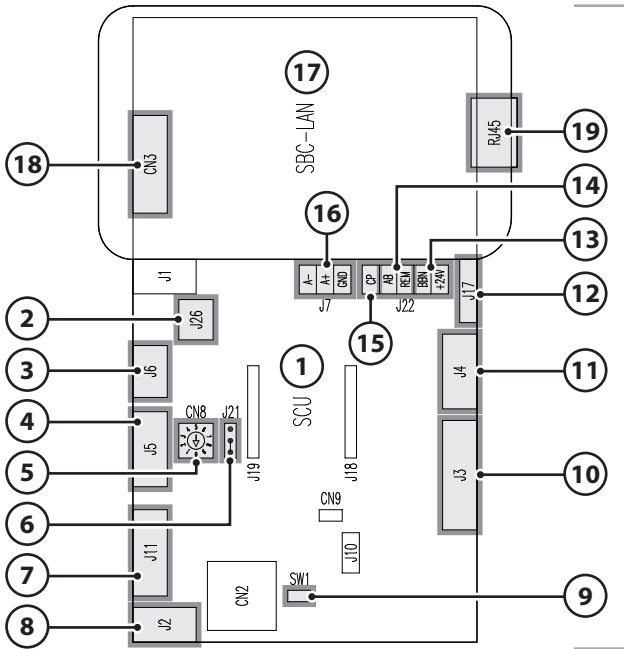 17
SBC-LAN
RJ45
19
18
CN3
14
16
13
A-
A+
GND
CP
AB
REM
BBN
+24V
J1
J7
J22
J17
12
2
J26
15
3
J6
1
SCU
J4
11
4
J5
CN8
J21
5
J19
J18
J3
10
6
CN9
J11
J10
7
CN2
SW1
9
8
J2